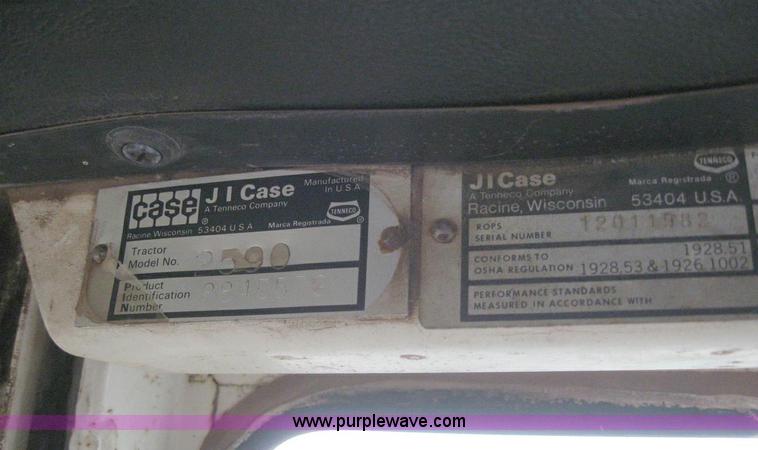 case
®
J I Case
A Tenneco Company
Manufactured
In U.S.A
Racine Wisconsin 53404 U.S.A
Marca Registrada
TENNECO
Tractor
Model No. 2590
Product
Identification
Number
J I Case
A Tenneco Company
Racine, Wisconsin 53404 U.S.A.
Marca Registrada ®
TENNECO
ROPS
SERIAL NUMBER 12011982
CONFORMS TO
OSHA REGULATION
1928.51
1928.53 & 1926.1002
PERFORMANCE STANDARDS
MEASURED IN ACCORDANCE WITH
www.purplewave.com